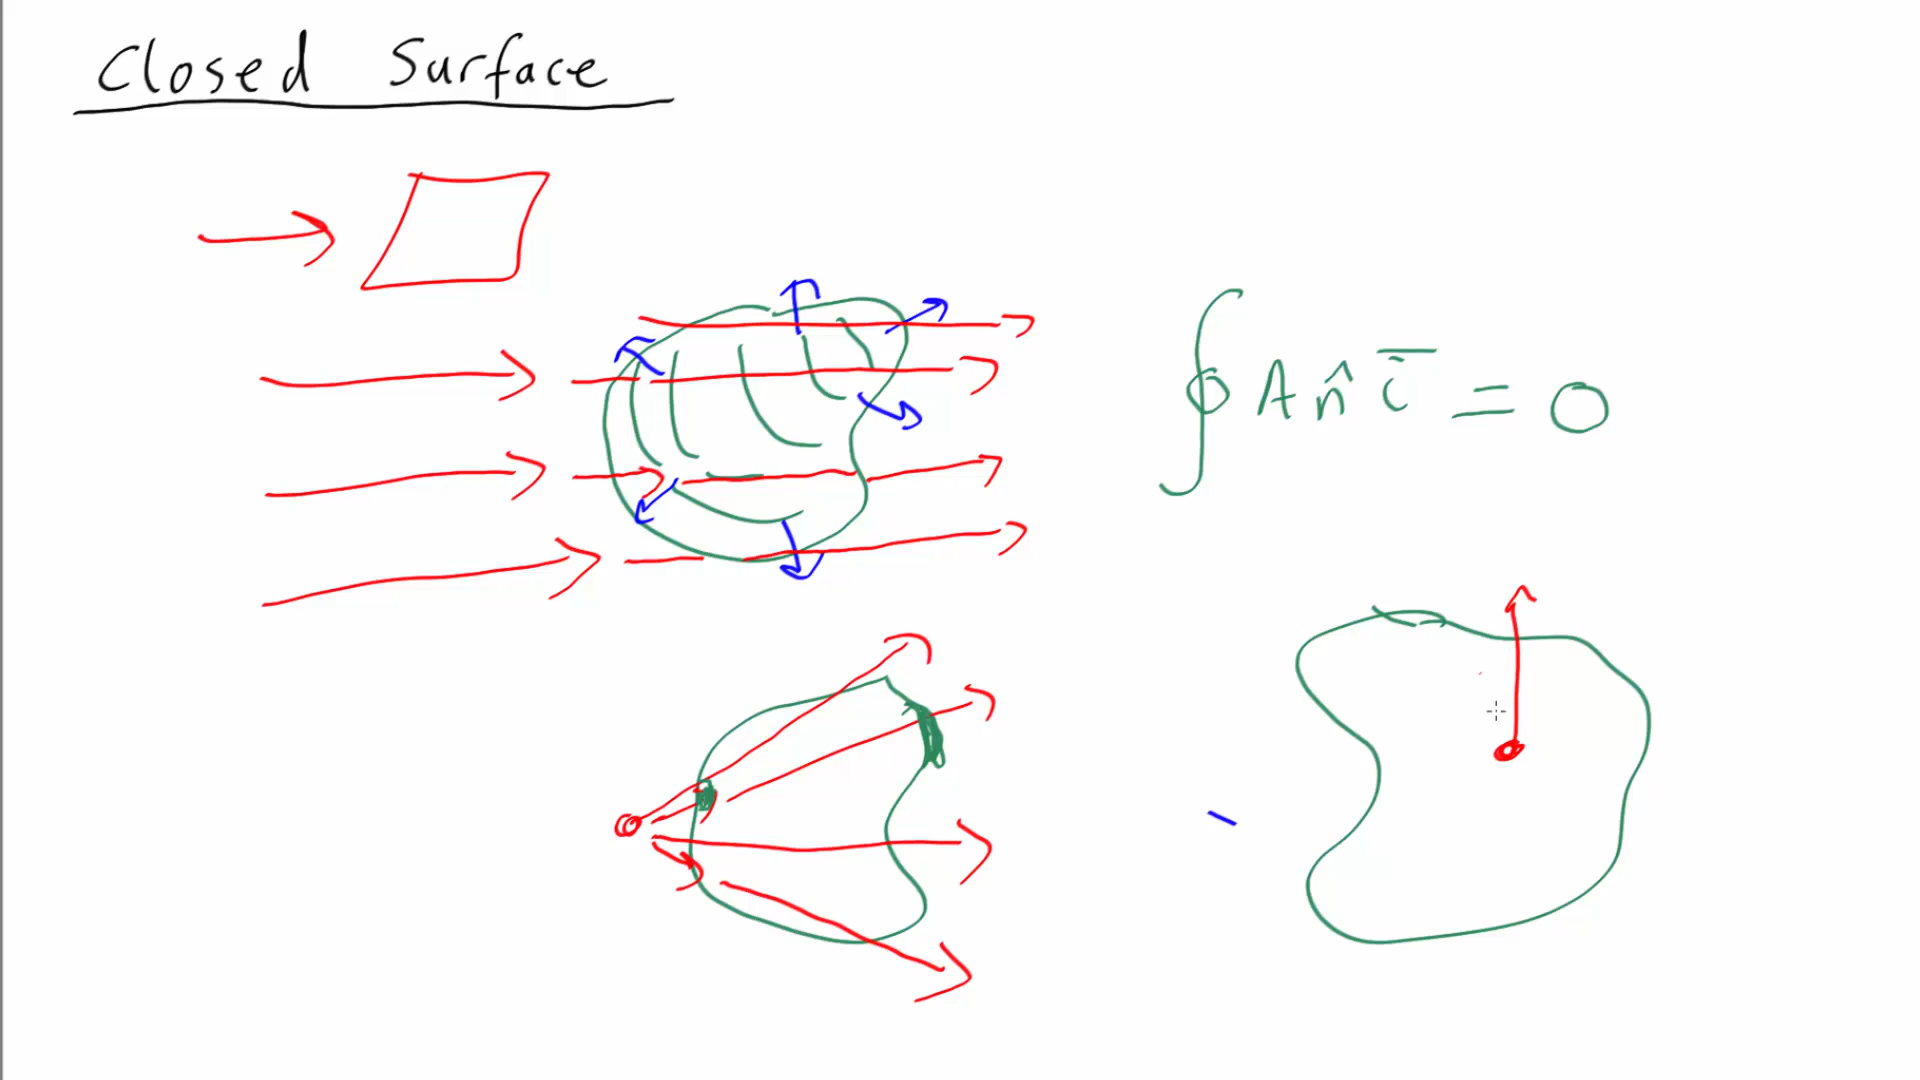 Closed Surface
∮ A n̂ c̅ = 0